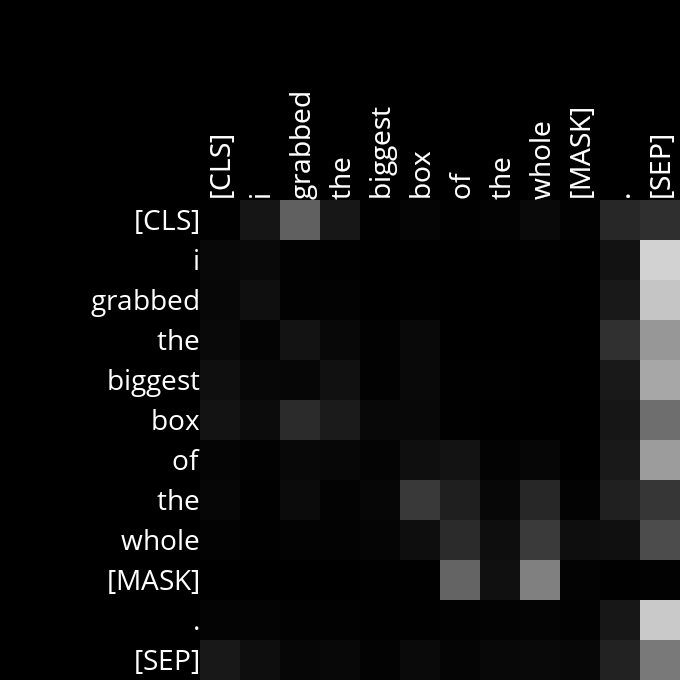 [CLS] i grabbed the biggest box of the whole [MASK] . [SEP]
[CLS]
i
grabbed
the
biggest
box
of
the
whole
[MASK]
.
[SEP]